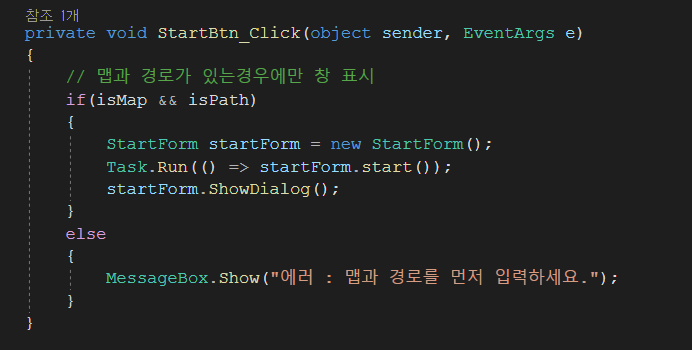 참조 1개
private void StartBtn_Click(object sender, EventArgs e)
{
// 맵과 경로가 있는경우에만 창 표시
if(isMap && isPath)
{
StartForm startForm = new StartForm();
Task.Run(() => startForm.start());
startForm.ShowDialog();
}
else
{
MessageBox.Show("에러 : 맵과 경로를 먼저 입력하세요.");
}
}